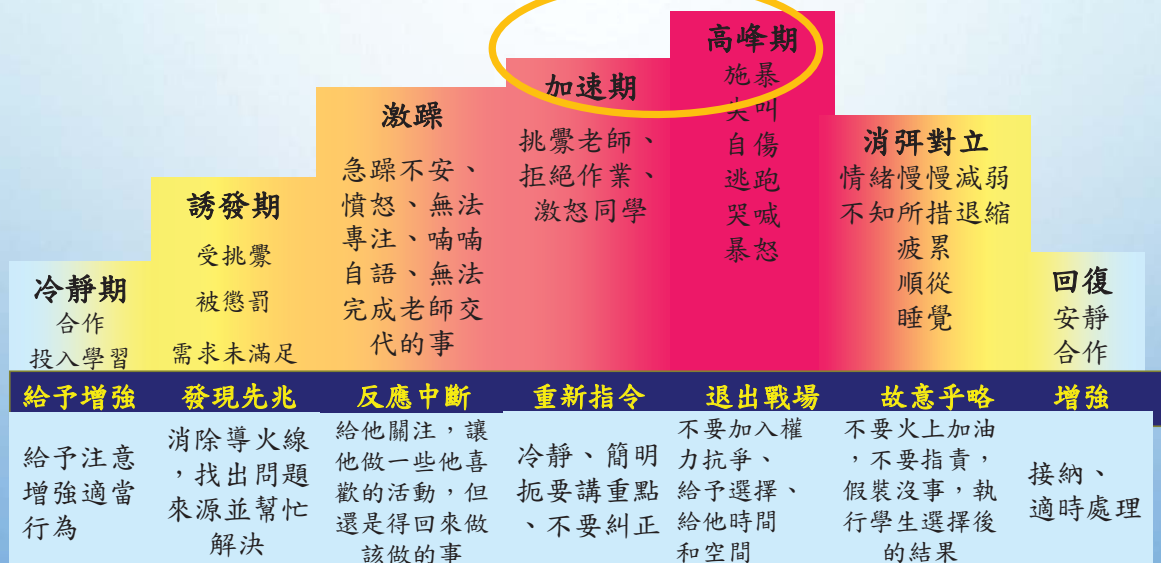 冷靜期
合作
投入學習
誘發期
受挑釁
被懲罰
需求未滿足
激躁
急躁不安、
憤怒、無法
專注、喃喃
自語、無法
完成老師交
代的事
加速期
挑釁老師、
拒絕作業、
激怒同學
高峰期
施暴
尖叫
自傷
逃跑
哭喊
暴怒
消弭對立
情緒慢慢減弱
不知所措退縮
疲累
順從
睡覺
回復
安靜
合作
給予增強
給予注意
增強適當
行為
發現先兆
消除導火線
，找出問題
來源並幫忙
解決
反應中斷
給他關注，讓
他做一些他喜
歡的活動，但
還是得回來做
該做的事
重新指令
冷靜、簡明
扼要講重點
、不要糾正
退出戰場
不要加入權
力抗爭、
給予選擇、
給他時間
和空間
故意乎略
不要火上加油
，不要指責，
假裝沒事，執
行學生選擇後
的結果
增強
接納、
適時處理